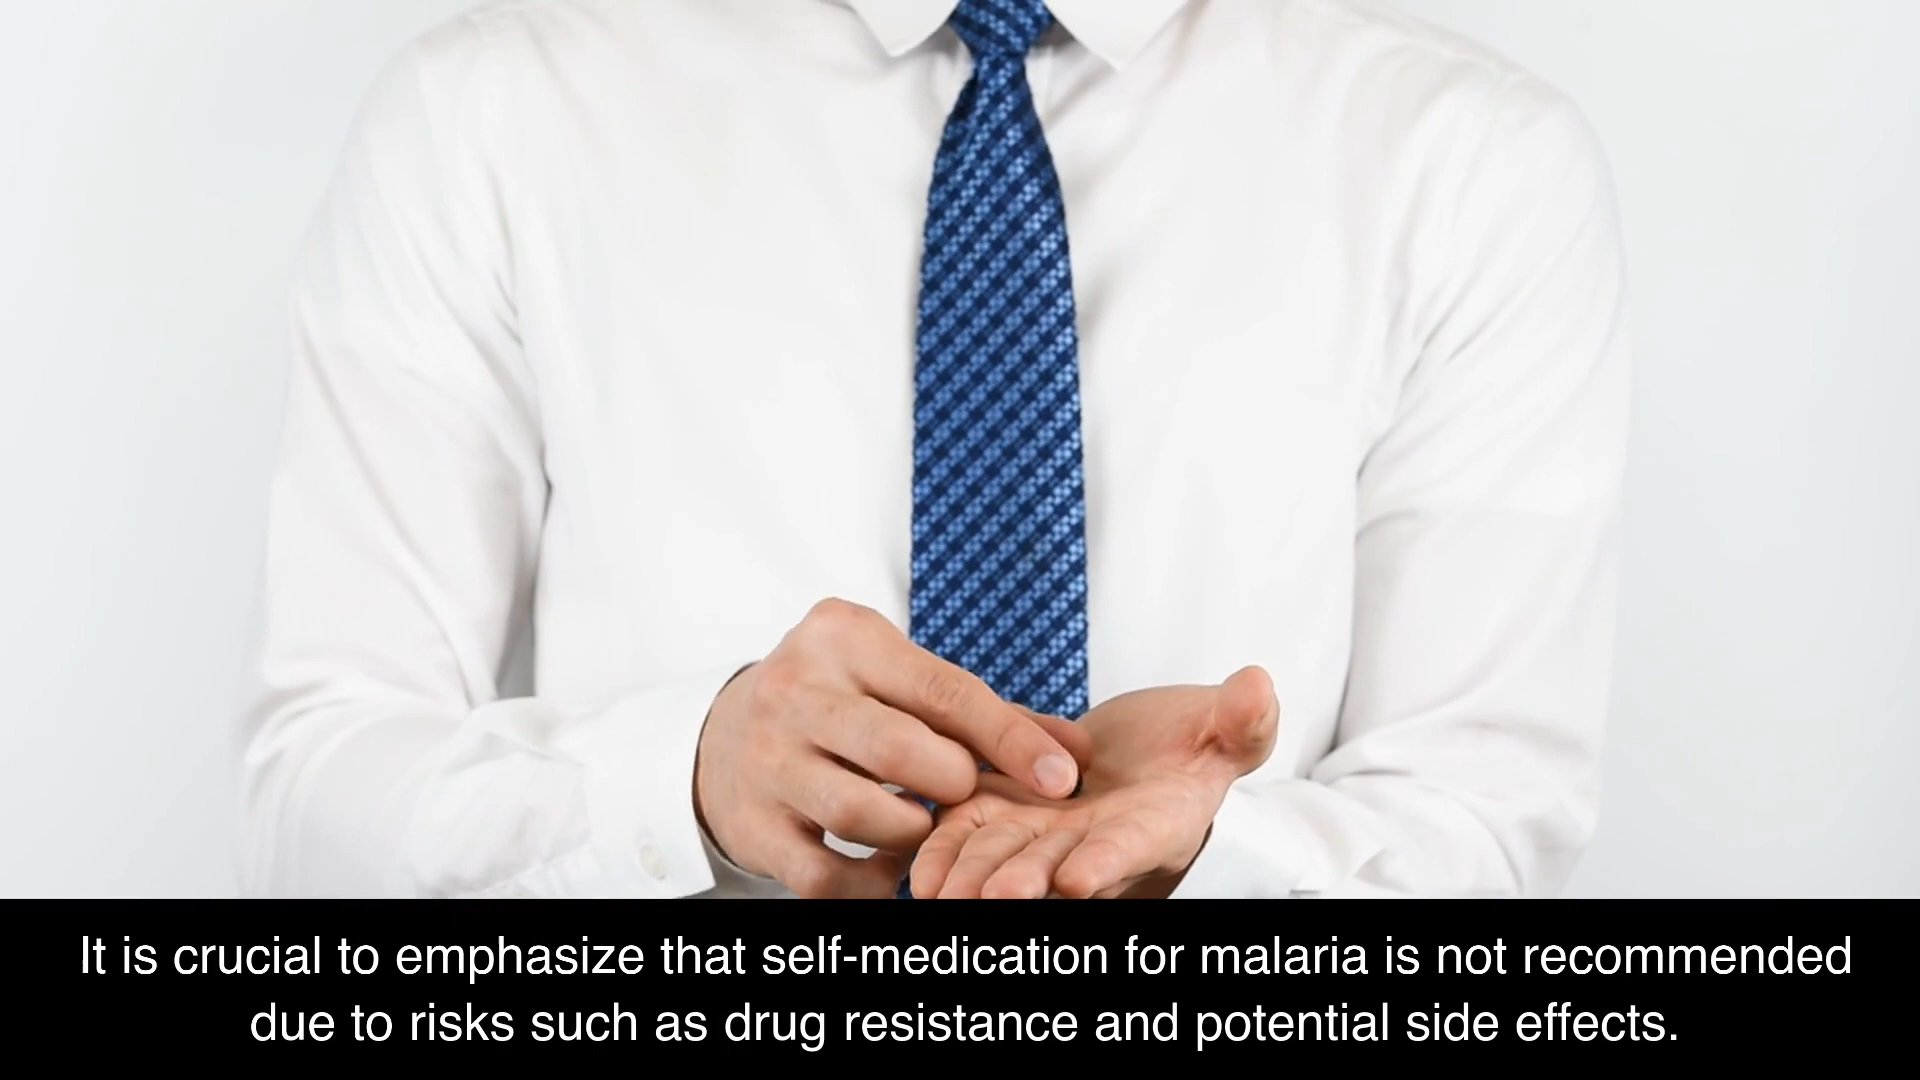 It is crucial to emphasize that self-medication for malaria is not recommended
due to risks such as drug resistance and potential side effects.